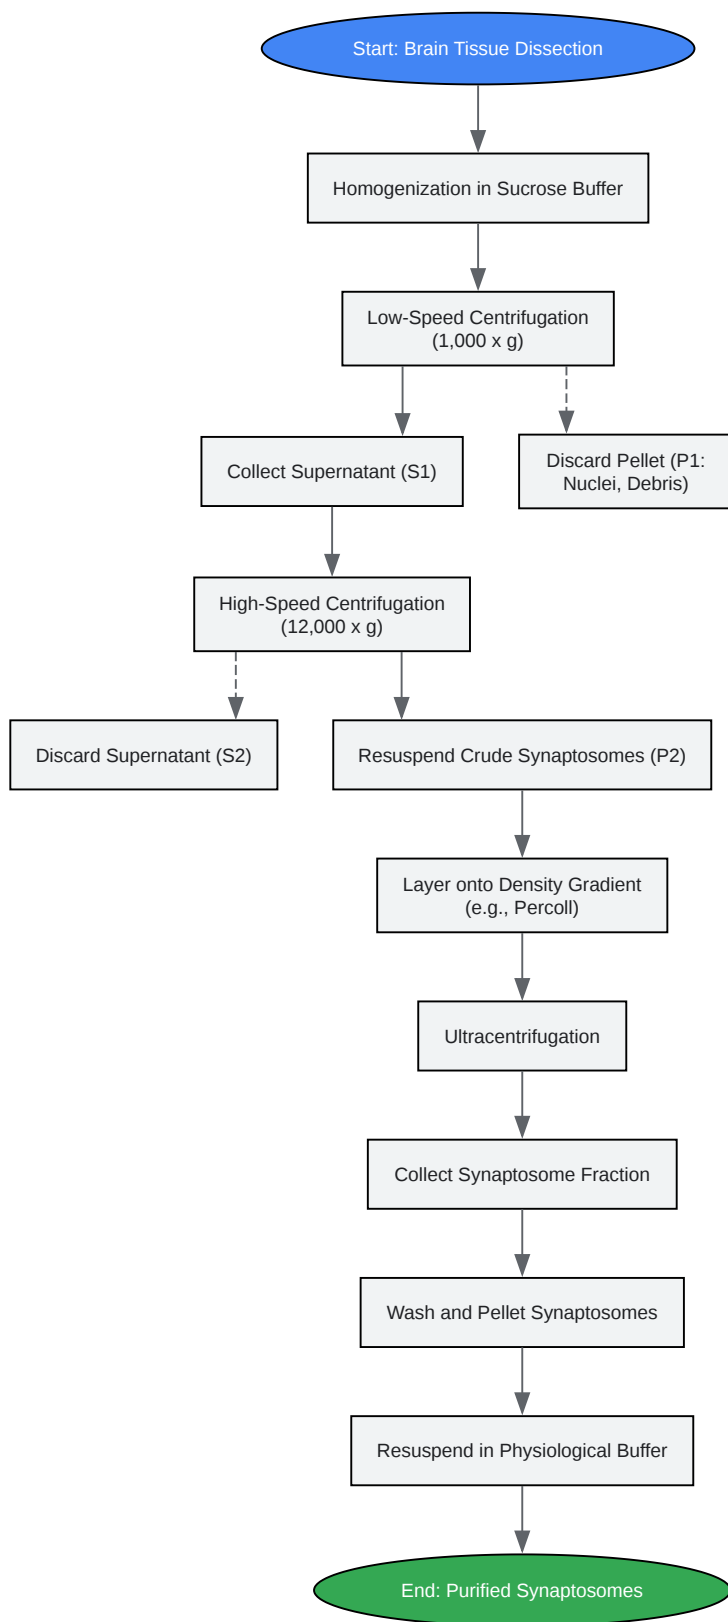 Start: Brain Tissue Dissection
Homogenization in Sucrose Buffer
Low-Speed Centrifugation
(1,000 x g)
Collect Supernatant (S1)
Discard Pellet (P1:
Nuclei, Debris)
High-Speed Centrifugation
(12,000 x g)
Discard Supernatant (S2)
Resuspend Crude Synaptosomes (P2)
Layer onto Density Gradient
(e.g., Percoll)
Ultracentrifugation
Collect Synaptosome Fraction
Wash and Pellet Synaptosomes
Resuspend in Physiological Buffer
End: Purified Synaptosomes